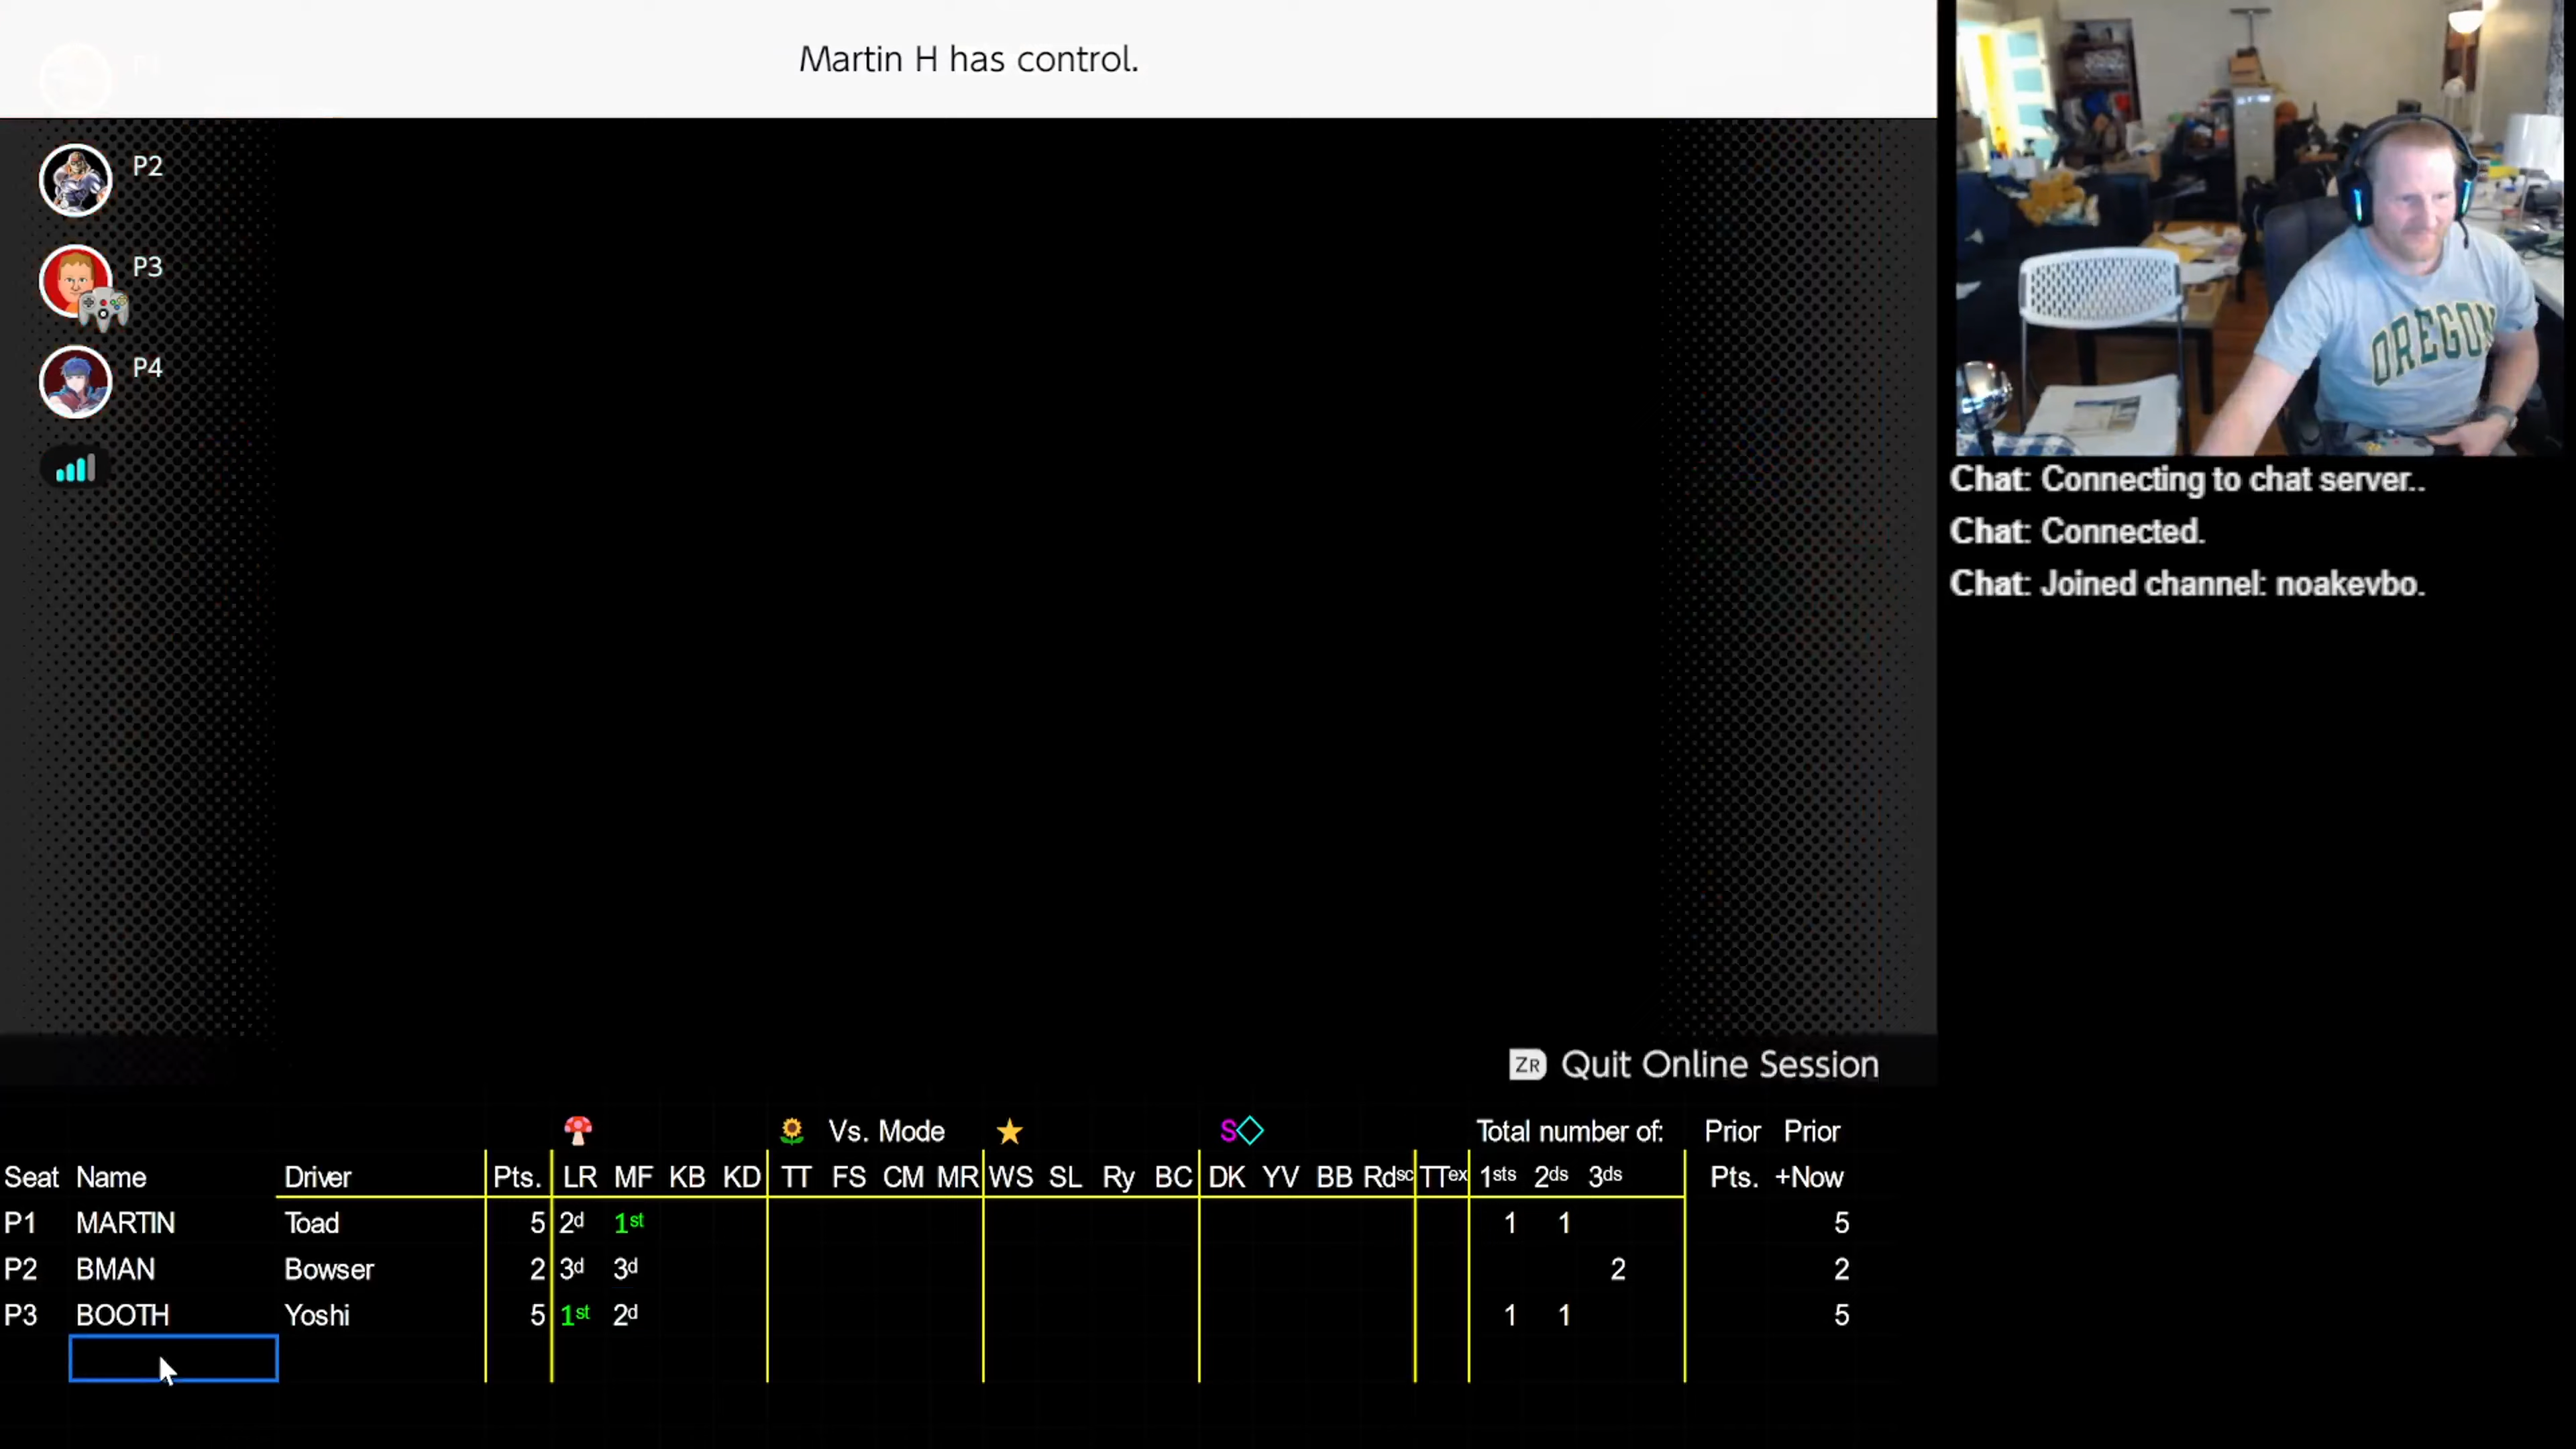 Martin H has control.
P2
P3
P4
OREGON
Chat: Connecting to chat server..
Chat: Connected.
Chat: Joined channel: noakevbo.
ZR Quit Online Session
Vs. Mode S Total number of: Prior Prior
Seat Name Driver Pts. LR MF KB KD TT FS CM MR WS SL Ry BC DK YV BB Rdsc TTex 1sts 2ds 3ds Pts. +Now
P1 MARTIN Toad 5 2d 1st 1 1 5
P2 BMAN Bowser 2 3d 3d 2 2
P3 BOOTH Yoshi 5 1st 2d 1 1 5